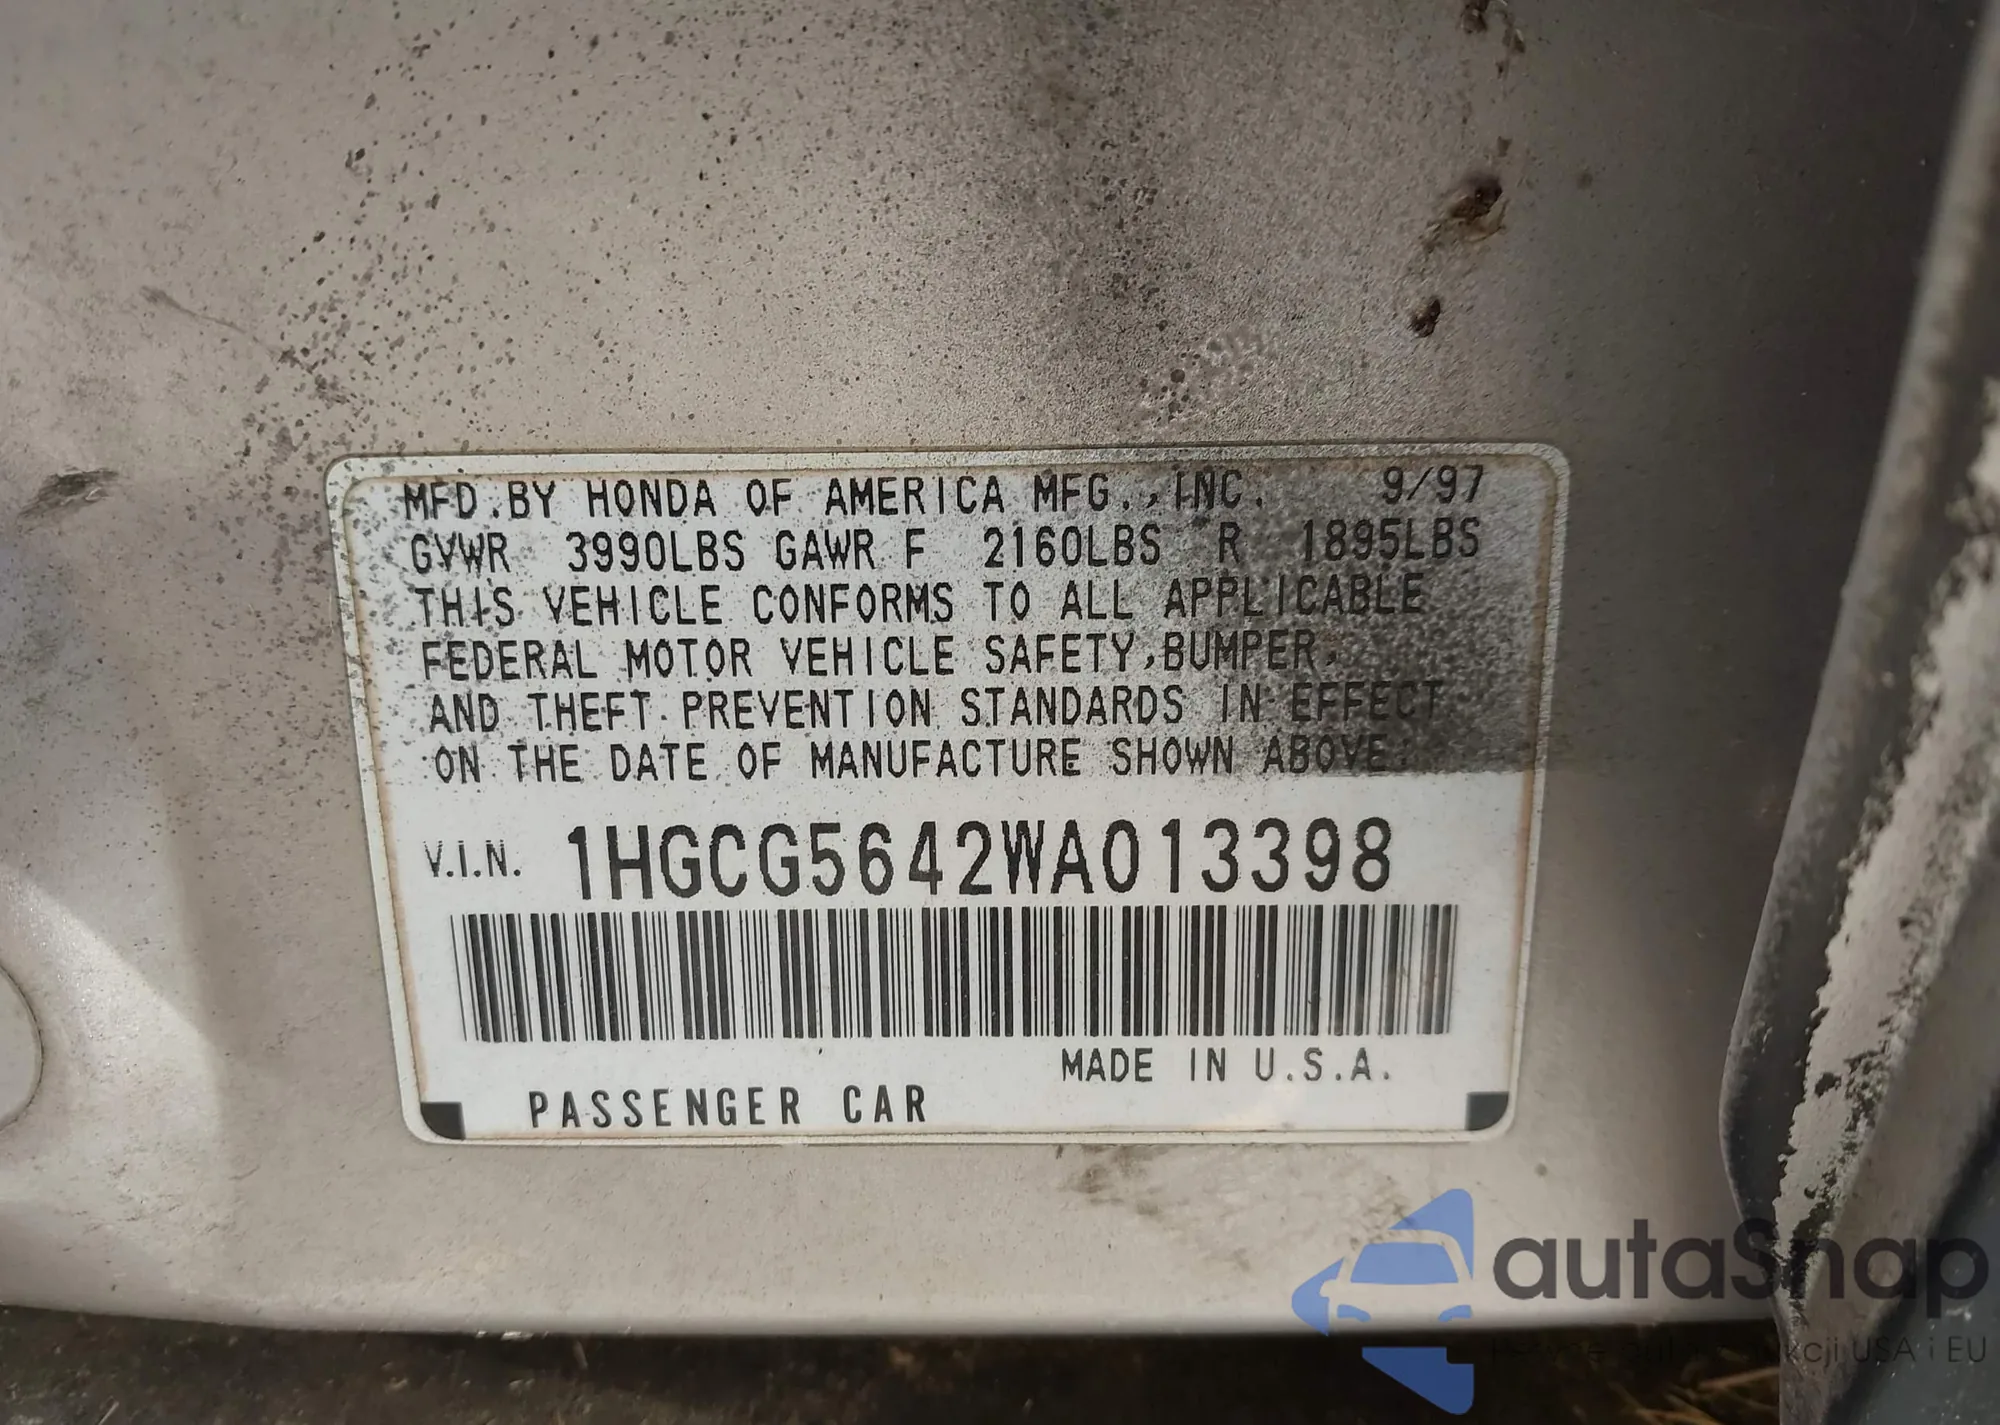 MFD.BY HONDA OF AMERICA MFG.,INC. 9/97
GVWR 3990LBS GAWR F 2160LBS R 1895LBS
THIS VEHICLE CONFORMS TO ALL APPLICABLE
FEDERAL MOTOR VEHICLE SAFETY,BUMPER,
AND THEFT PREVENTION STANDARDS IN EFFECT
ON THE DATE OF MANUFACTURE SHOWN ABOVE.
V.I.N. 1HGCG5642WA013398
MADE IN U.S.A.
PASSENGER CAR
autaSnap
USA i EU